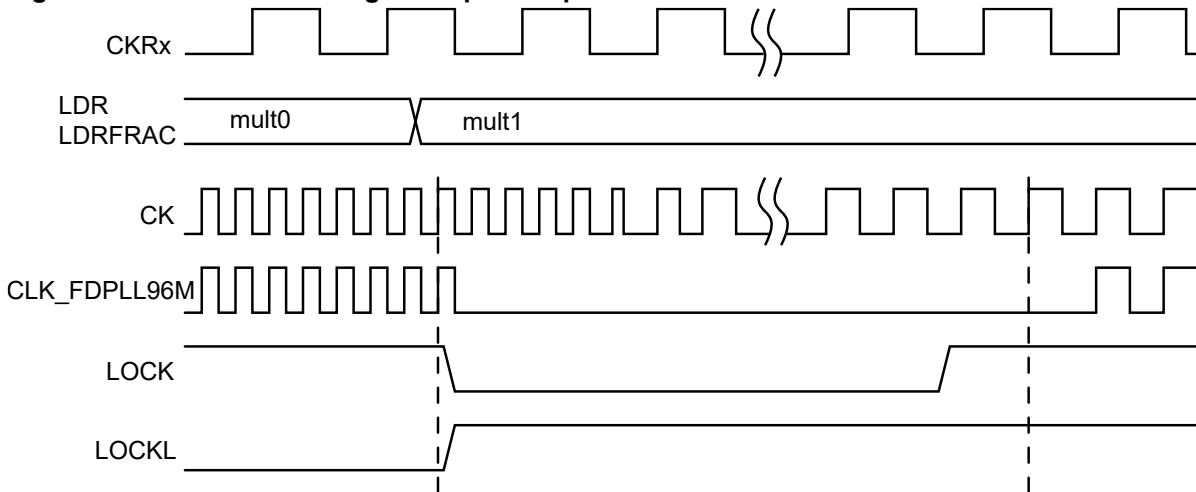 CKRx
LDR
LDRFRAC
mult0
mult1
CK
CLK_FDPLL96M
LOCK
LOCKL